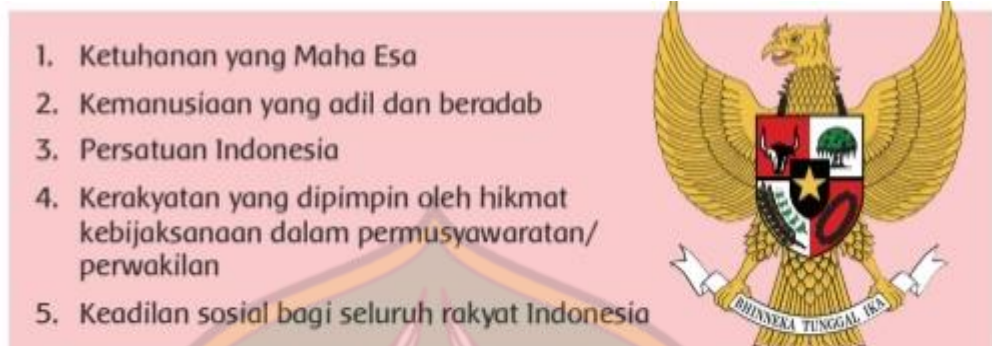 1. Ketuhanan yang Maha Esa
2. Kemanusiaan yang adil dan beradab
3. Persatuan Indonesia
4. Kerakyatan yang dipimpin oleh hikmat
kebijaksanaan dalam permusyawaratan/
perwakilan
5. Keadilan sosial bagi seluruh rakyat Indonesia
BHINNEKA TUNGGAL IKA